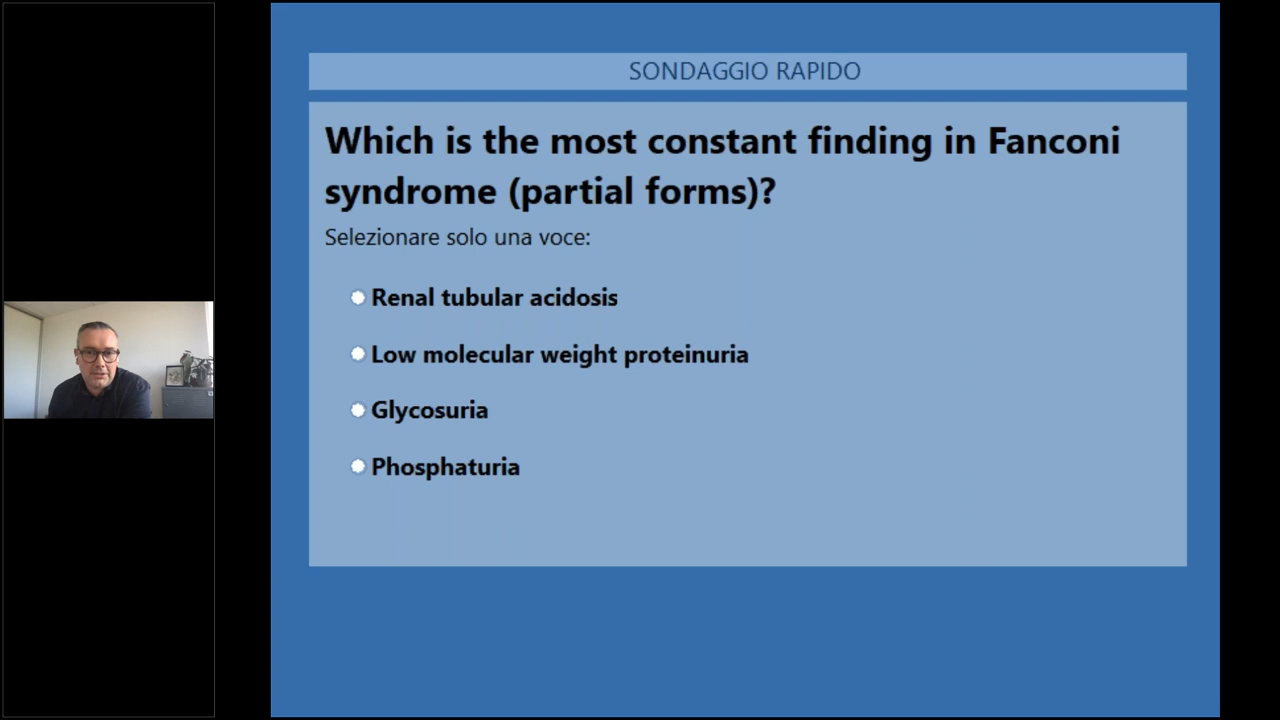 SONDAGGIO RAPIDO
Which is the most constant finding in Fanconi
syndrome (partial forms)?
Selezionare solo una voce:
Renal tubular acidosis
Low molecular weight proteinuria
Glycosuria
Phosphaturia